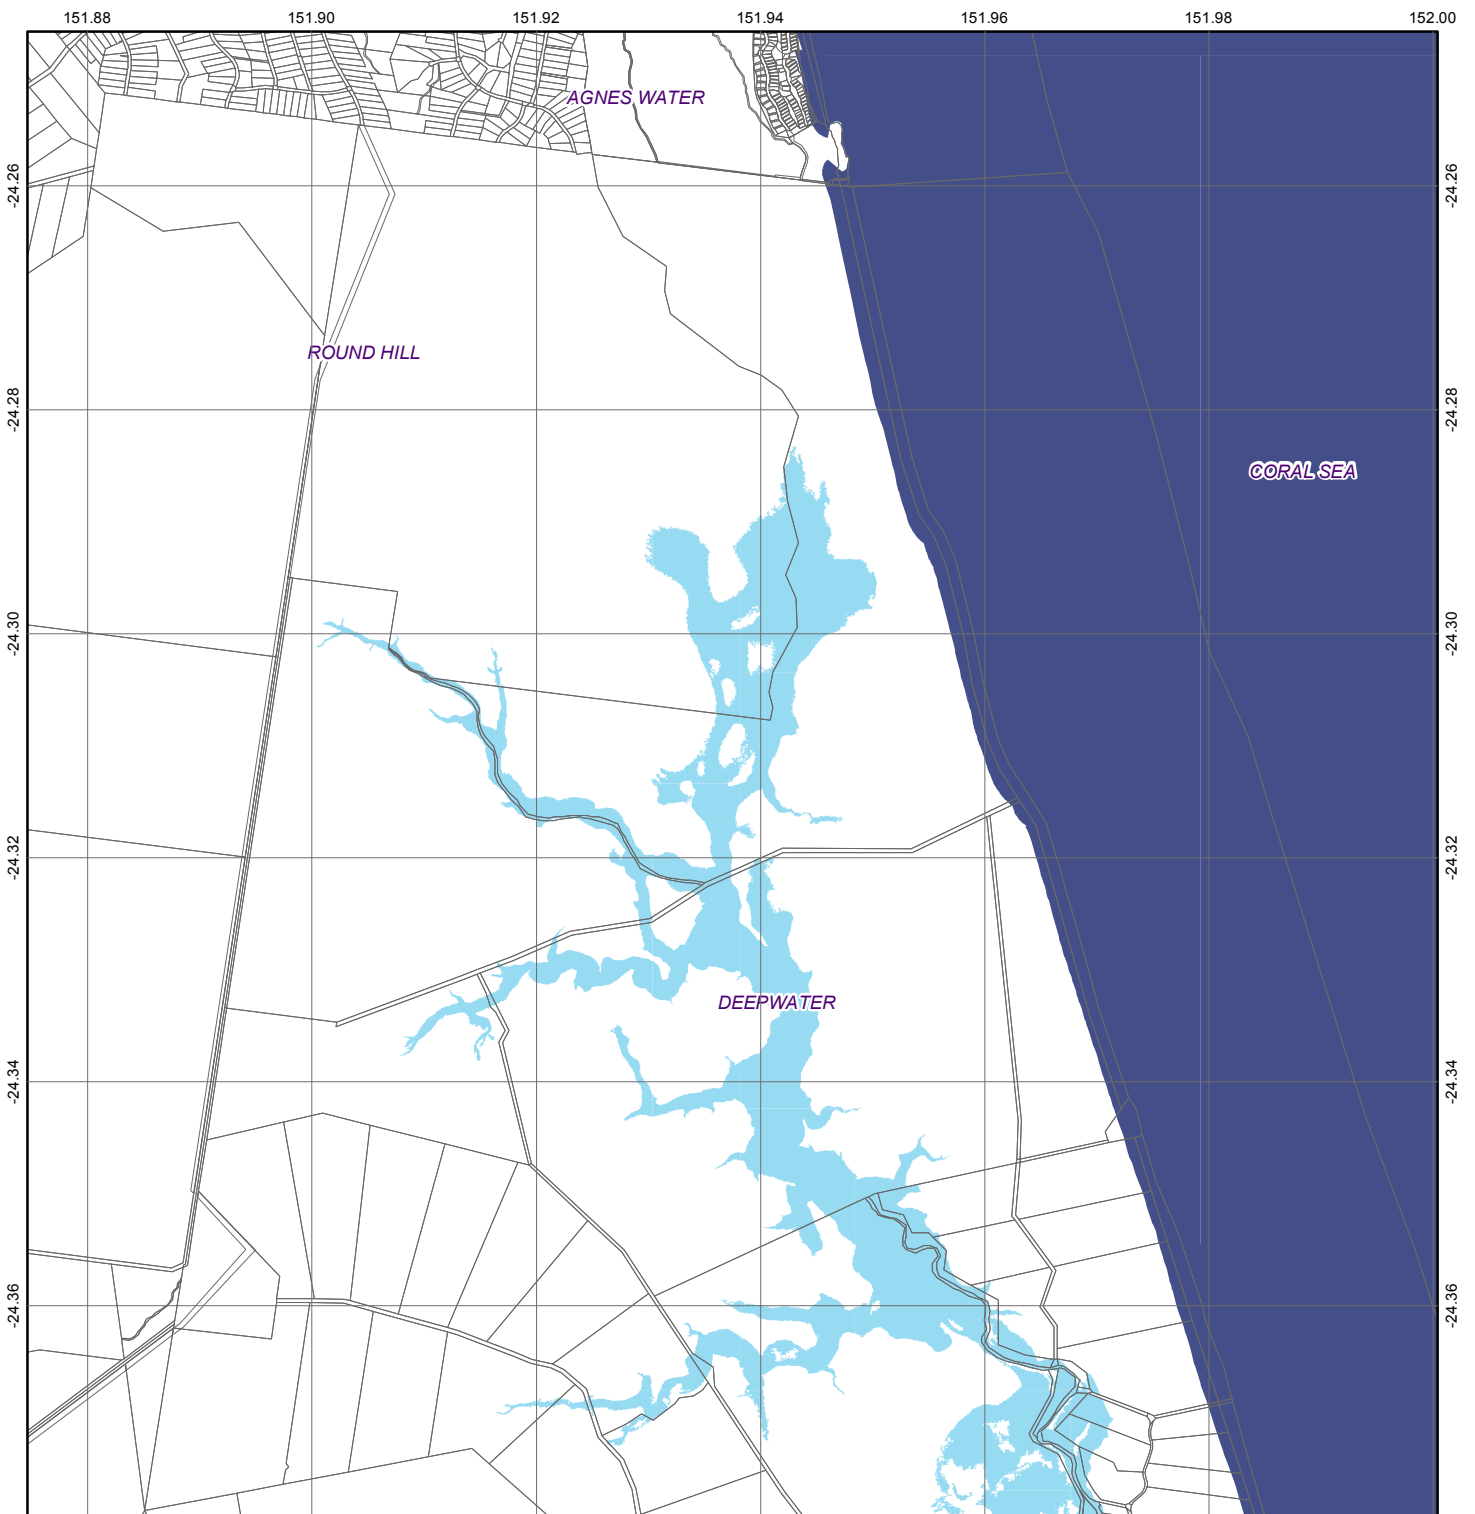 151.88 151.90 151.92 151.94 151.96 151.98 152.00
AGNES WATER
-24.26 -24.26
ROUND HILL
-24.28 -24.28
CORAL SEA
-24.30 -24.30
-24.32 -24.32
DEEPWATER
-24.34 -24.34
-24.36 -24.36